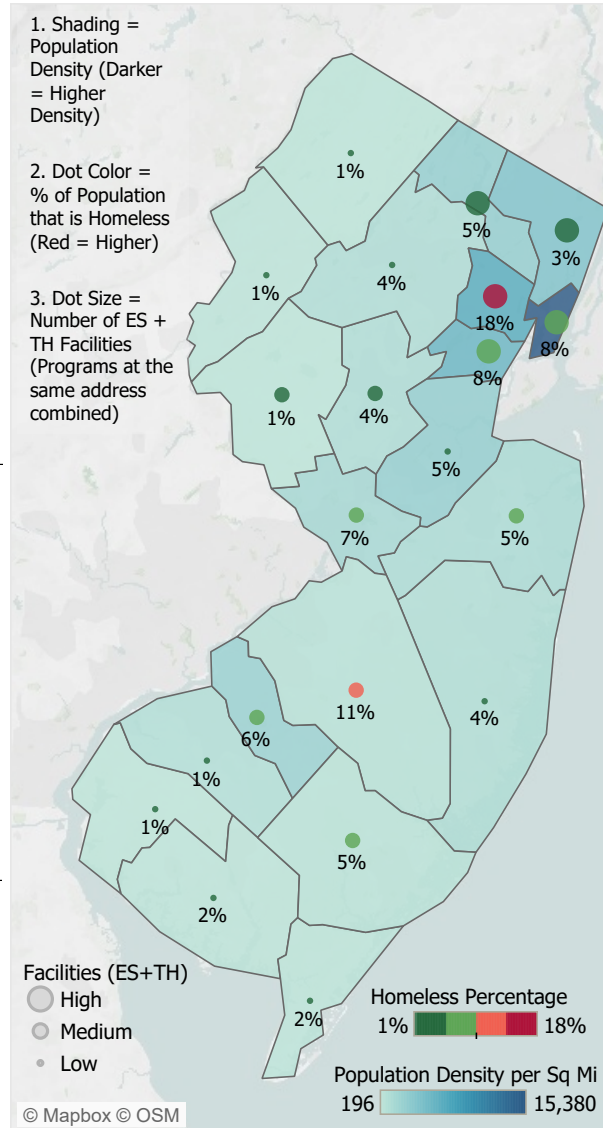 1. Shading =
Population
Density (Darker
= Higher
Density)
2. Dot Color =
% of Population
that is Homeless
(Red = Higher)
3. Dot Size =
Number of ES +
TH Facilities
(Programs at the
same address
combined)
1%
5%
3%
1%
4%
18%
8%
8%
1%
4%
5%
7%
5%
11%
4%
6%
1%
1%
5%
2%
2%
Facilities (ES+TH)
High
Medium
Low
Homeless Percentage
1% 18%
Population Density per Sq Mi
196 15,380
© Mapbox © OSM